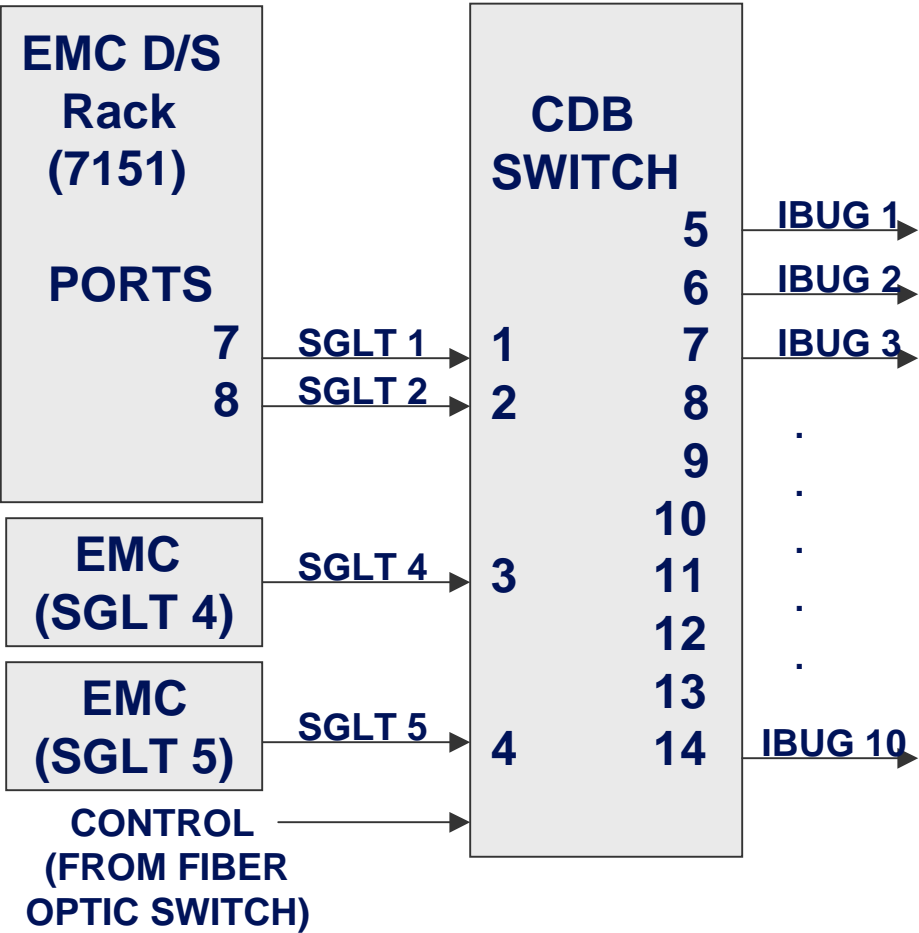 EMC D/S
Rack
(7151)
PORTS
7
8
SGLT 1
SGLT 2
EMC
(SGLT 4)
SGLT 4
EMC
(SGLT 5)
SGLT 5
CONTROL
(FROM FIBER
OPTIC SWITCH)
CDB
SWITCH
1
2
3
4
5
6
7
8
9
10
11
12
13
14
IBUG 1
IBUG 2
IBUG 3
.
.
.
.
.
IBUG 10